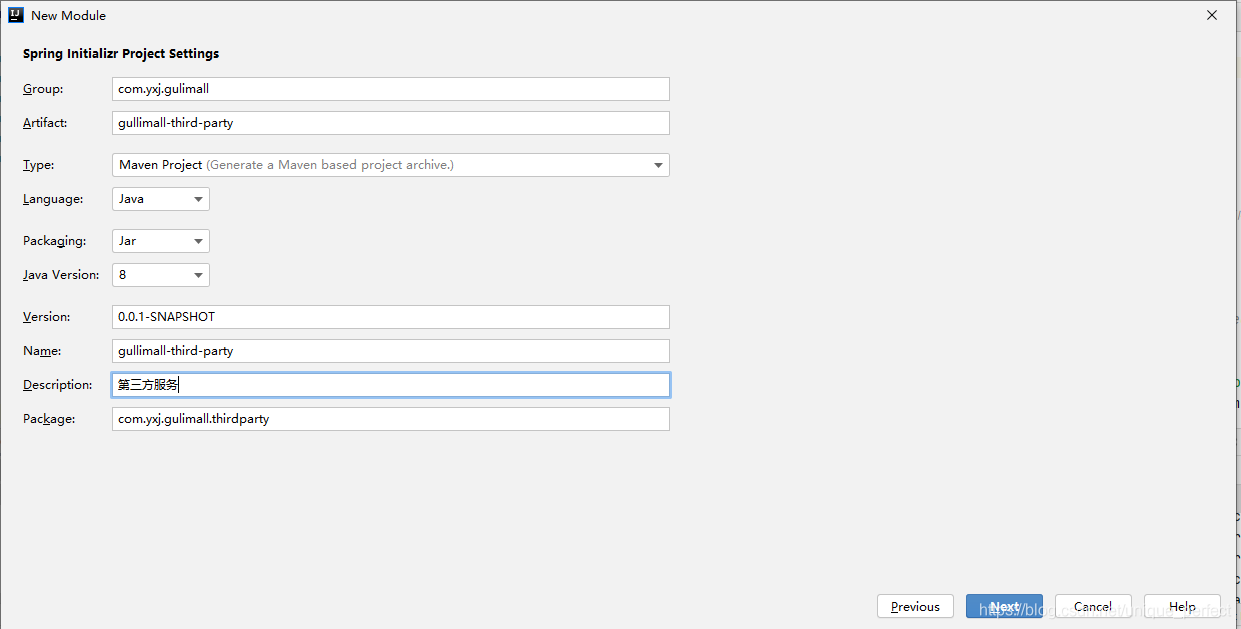 New Module
Spring Initializr Project Settings
Group: com.yxj.gulimall
Artifact: gullimall-third-party
Type: Maven Project (Generate a Maven based project archive.)
Language: Java
Packaging: Jar
Java Version: 8
Version: 0.0.1-SNAPSHOT
Name: gullimall-third-party
Description: 第三方服务
Package: com.yxj.gulimall.thirdparty
Previous Next Cancel Help
https://blog.csdn.net/unique_perfect